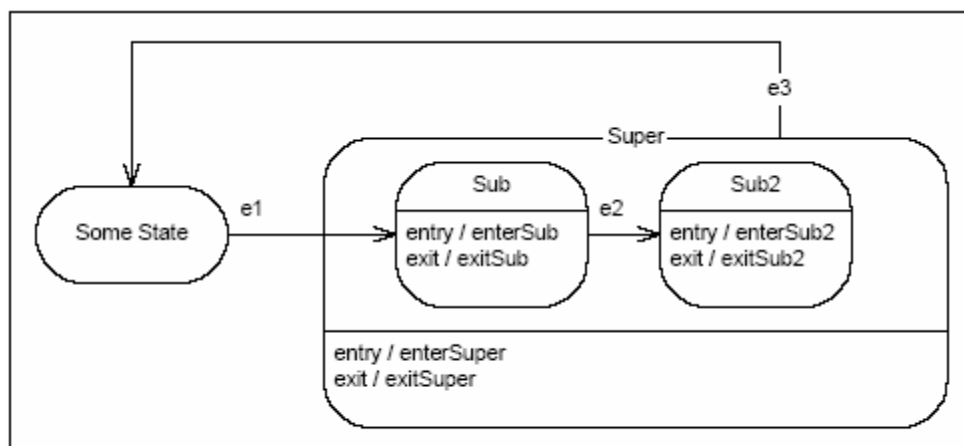 e3
Super
Sub
Sub2
Some State
e1
e2
entry / enterSub
exit / exitSub
entry / enterSub2
exit / exitSub2
entry / enterSuper
exit / exitSuper